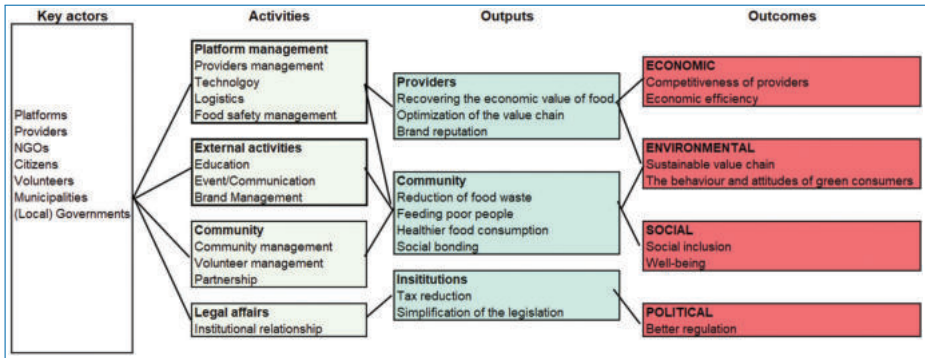 Key actors
Activities
Outputs
Outcomes
Platforms
Providers
NGOs
Citizens
Volunteers
Municipalities
(Local) Governments
Platform management
Providers management
Technolgoy
Logistics
Food safety management
External activities
Education
Event/Communication
Brand Management
Community
Community management
Volunteer management
Partnership
Legal affairs
Institutional relationship
Providers
Recovering the economic value of food,
Optimization of the value chain
Brand reputation
Community
Reduction of food waste
Feeding poor people
Healthier food consumption
Social bonding
Insitutions
Tax reduction
Simplification of the legislation
ECONOMIC
Competitiveness of providers
Economic efficiency
ENVIRONMENTAL
Sustainable value chain
The behaviour and attitudes of green consumers
SOCIAL
Social inclusion
Well-being
POLITICAL
Better regulation